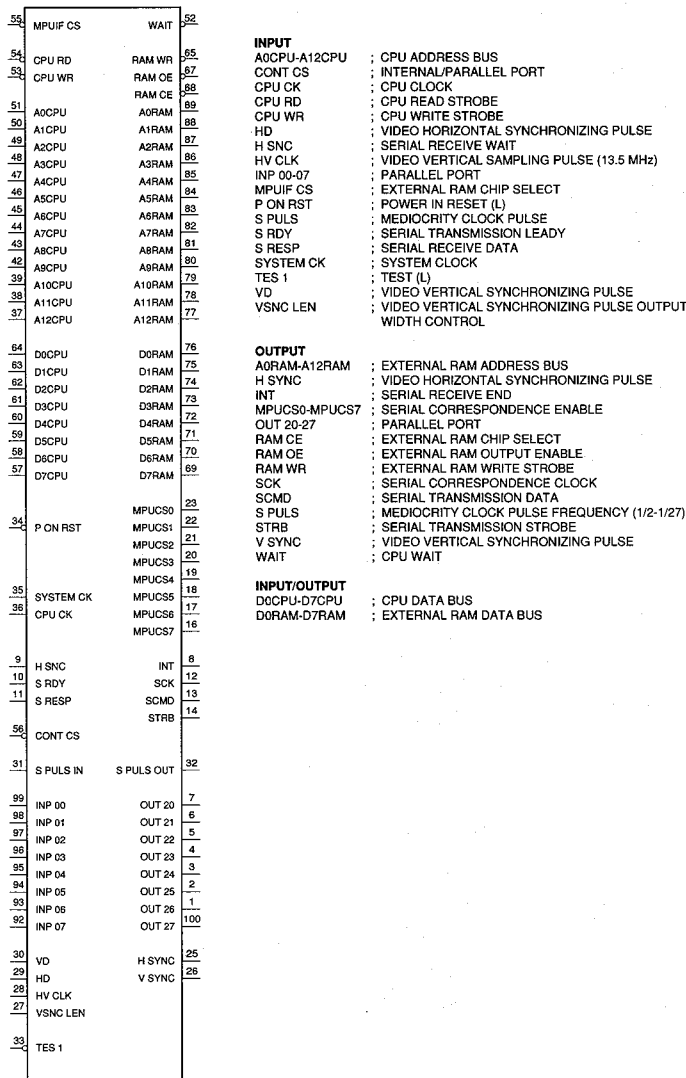 55 MPUIF CS WAIT 52
54 CPU RD RAM WR 65
53 CPU WR RAM OE 67
RAM CE 68
51 A0CPU A0RAM 89
50 A1CPU A1RAM 88
49 A2CPU A2RAM 87
48 A3CPU A3RAM 86
47 A4CPU A4RAM 85
46 A5CPU A5RAM 84
45 A6CPU A6RAM 83
44 A7CPU A7RAM 82
43 A8CPU A8RAM 81
42 A9CPU A9RAM 80
39 A10CPU A10RAM 79
38 A11CPU A11RAM 78
37 A12CPU A12RAM 77
64 D0CPU D0RAM 76
63 D1CPU D1RAM 75
62 D2CPU D2RAM 74
61 D3CPU D3RAM 73
60 D4CPU D4RAM 72
59 D5CPU D5RAM 71
58 D6CPU D6RAM 70
57 D7CPU D7RAM 69
MPUCS0 23
34 P ON RST MPUCS1 22
MPUCS2 21
MPUCS3 20
MPUCS4 19
35 SYSTEM CK MPUCS5 18
36 CPU CK MPUCS6 17
MPUCS7 16
9 H SNC INT 8
10 S RDY SCK 12
11 S RESP SCMD 13
STRB 14
56 CONT CS
31 S PULS IN S PULS OUT 32
99 INP 00 OUT 20 7
98 INP 01 OUT 21 6
97 INP 02 OUT 22 5
96 INP 03 OUT 23 4
95 INP 04 OUT 24 3
94 INP 05 OUT 25 2
93 INP 06 OUT 26 1
92 INP 07 OUT 27 100
30 VD H SYNC 25
29 HD V SYNC 26
28 HV CLK
27 VSNC LEN
33 TES 1
INPUT
A0CPU-A12CPU ; CPU ADDRESS BUS
CONT CS ; INTERNAL/PARALLEL PORT
CPU CK ; CPU CLOCK
CPU RD ; CPU READ STROBE
CPU WR ; CPU WRITE STROBE
HD ; VIDEO HORIZONTAL SYNCHRONIZING PULSE
H SNC ; SERIAL RECEIVE WAIT
HV CLK ; VIDEO VERTICAL SAMPLING PULSE (13.5 MHz)
INP 00-07 ; PARALLEL PORT
MPUIF CS ; EXTERNAL RAM CHIP SELECT
P ON RST ; POWER IN RESET (L)
S PULS ; MEDIOCRITY CLOCK PULSE
S RDY ; SERIAL TRANSMISSION LEADY
S RESP ; SERIAL RECEIVE DATA
SYSTEM CK ; SYSTEM CLOCK
TES 1 ; TEST (L)
VD ; VIDEO VERTICAL SYNCHRONIZING PULSE
VSNC LEN ; VIDEO VERTICAL SYNCHRONIZING PULSE OUTPUT
WIDTH CONTROL
OUTPUT
A0RAM-A12RAM ; EXTERNAL RAM ADDRESS BUS
H SYNC ; VIDEO HORIZONTAL SYNCHRONIZING PULSE
INT ; SERIAL RECEIVE END
MPUCS0-MPUCS7 ; SERIAL CORRESPONDENCE ENABLE
OUT 20-27 ; PARALLEL PORT
RAM CE ; EXTERNAL RAM CHIP SELECT
RAM OE ; EXTERNAL RAM OUTPUT ENABLE
RAM WR ; EXTERNAL RAM WRITE STROBE
SCK ; SERIAL CORRESPONDENCE CLOCK
SCMD ; SERIAL TRANSMISSION DATA
S PULS ; MEDIOCRITY CLOCK PULSE FREQUENCY (1/2-1/27)
STRB ; SERIAL TRANSMISSION STROBE
V SYNC ; VIDEO VERTICAL SYNCHRONIZING PULSE
WAIT ; CPU WAIT
INPUT/OUTPUT
D0CPU-D7CPU ; CPU DATA BUS
D0RAM-D7RAM ; EXTERNAL RAM DATA BUS